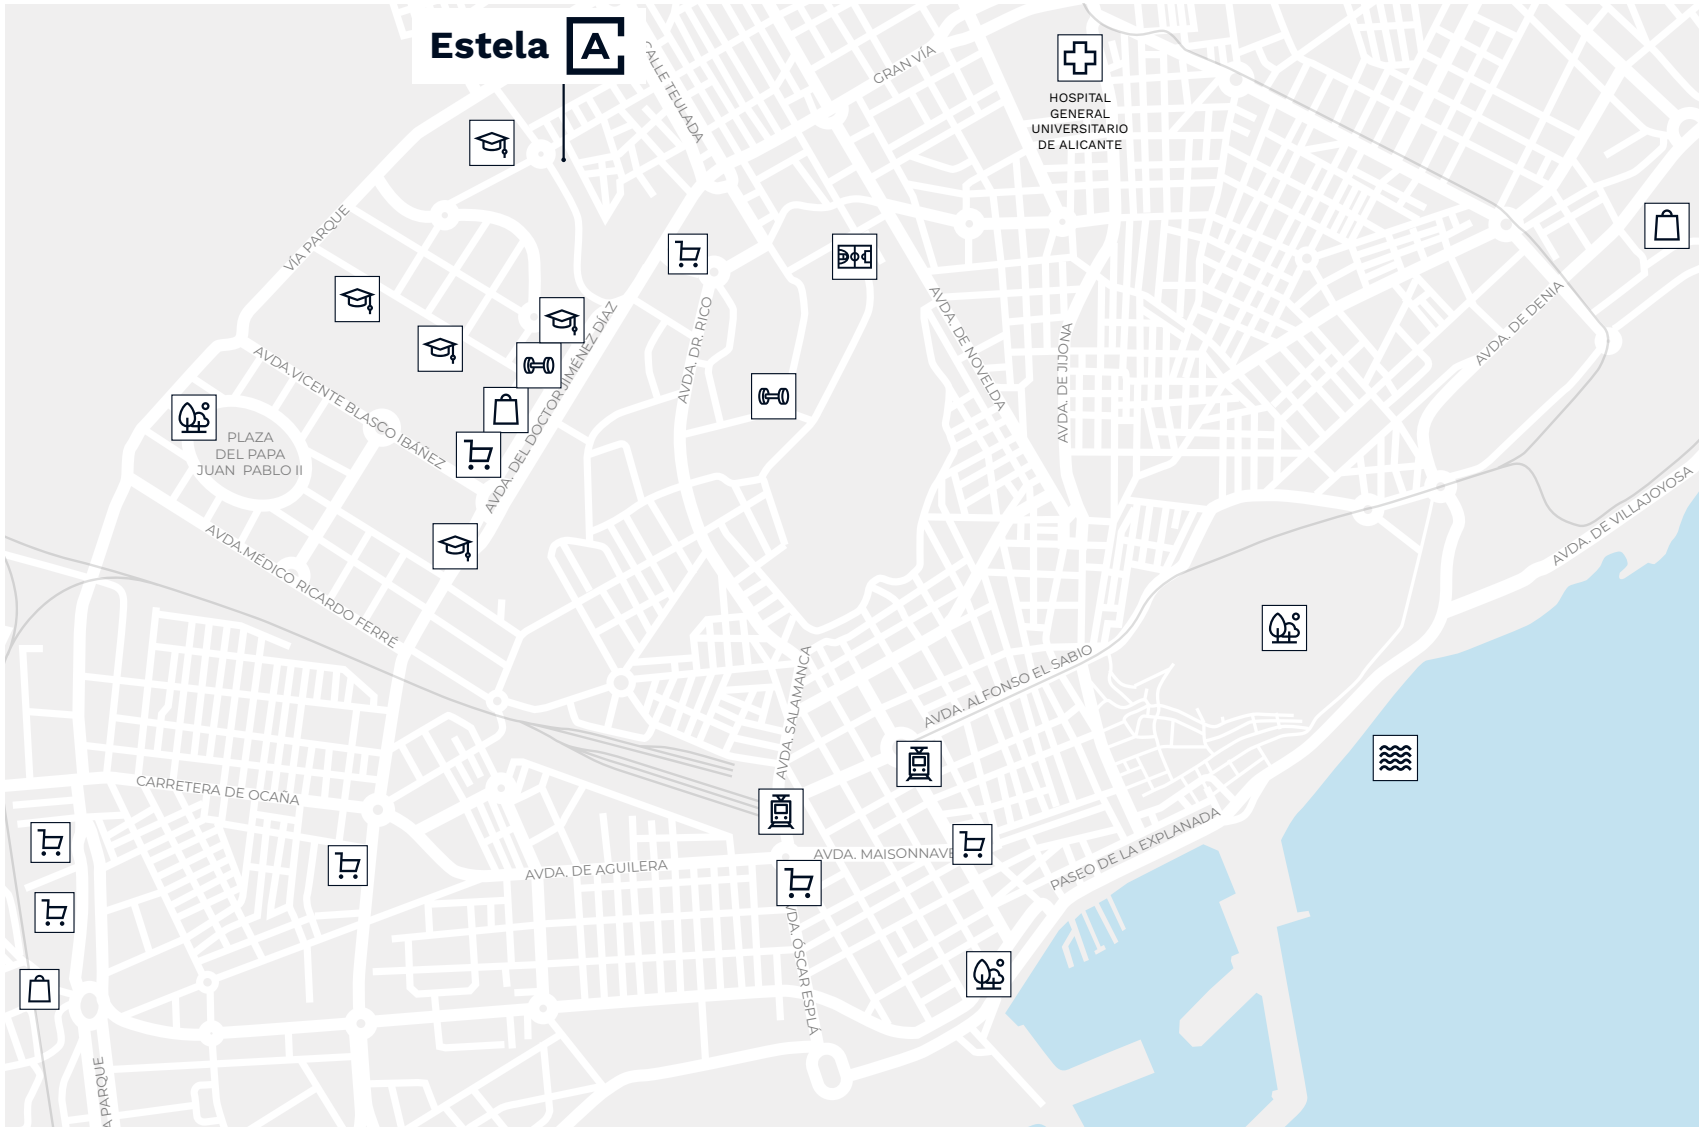 Estela A
CALLE TEULADA
GRAN VÍA
HOSPITAL
GENERAL
UNIVERSITARIO
DE ALICANTE
VÍA PARQUE
AVDA. DR. RICO
AVDA. DEL DOCTOR JIMÉNEZ DÍAZ
AVDA. DE NOVELDA
AVDA. DE JIJONA
AVDA. DE DENIA
AVDA.VICENTE BLASCO IBÁÑEZ
PLAZA
DEL PAPA
JUAN PABLO II
AVDA. DE VILLAJOYOSA
AVDA.MÉDICO RICARDO FERRÉ
AVDA. SALAMANCA
AVDA. ALFONSO EL SABIO
CARRETERA DE OCAÑA
AVDA. DE AGUILERA
AVDA. MAISONNAVE
PASEO DE LA EXPLANADA
VDA. ÓSCAR ESPLÁ
A PARQUE